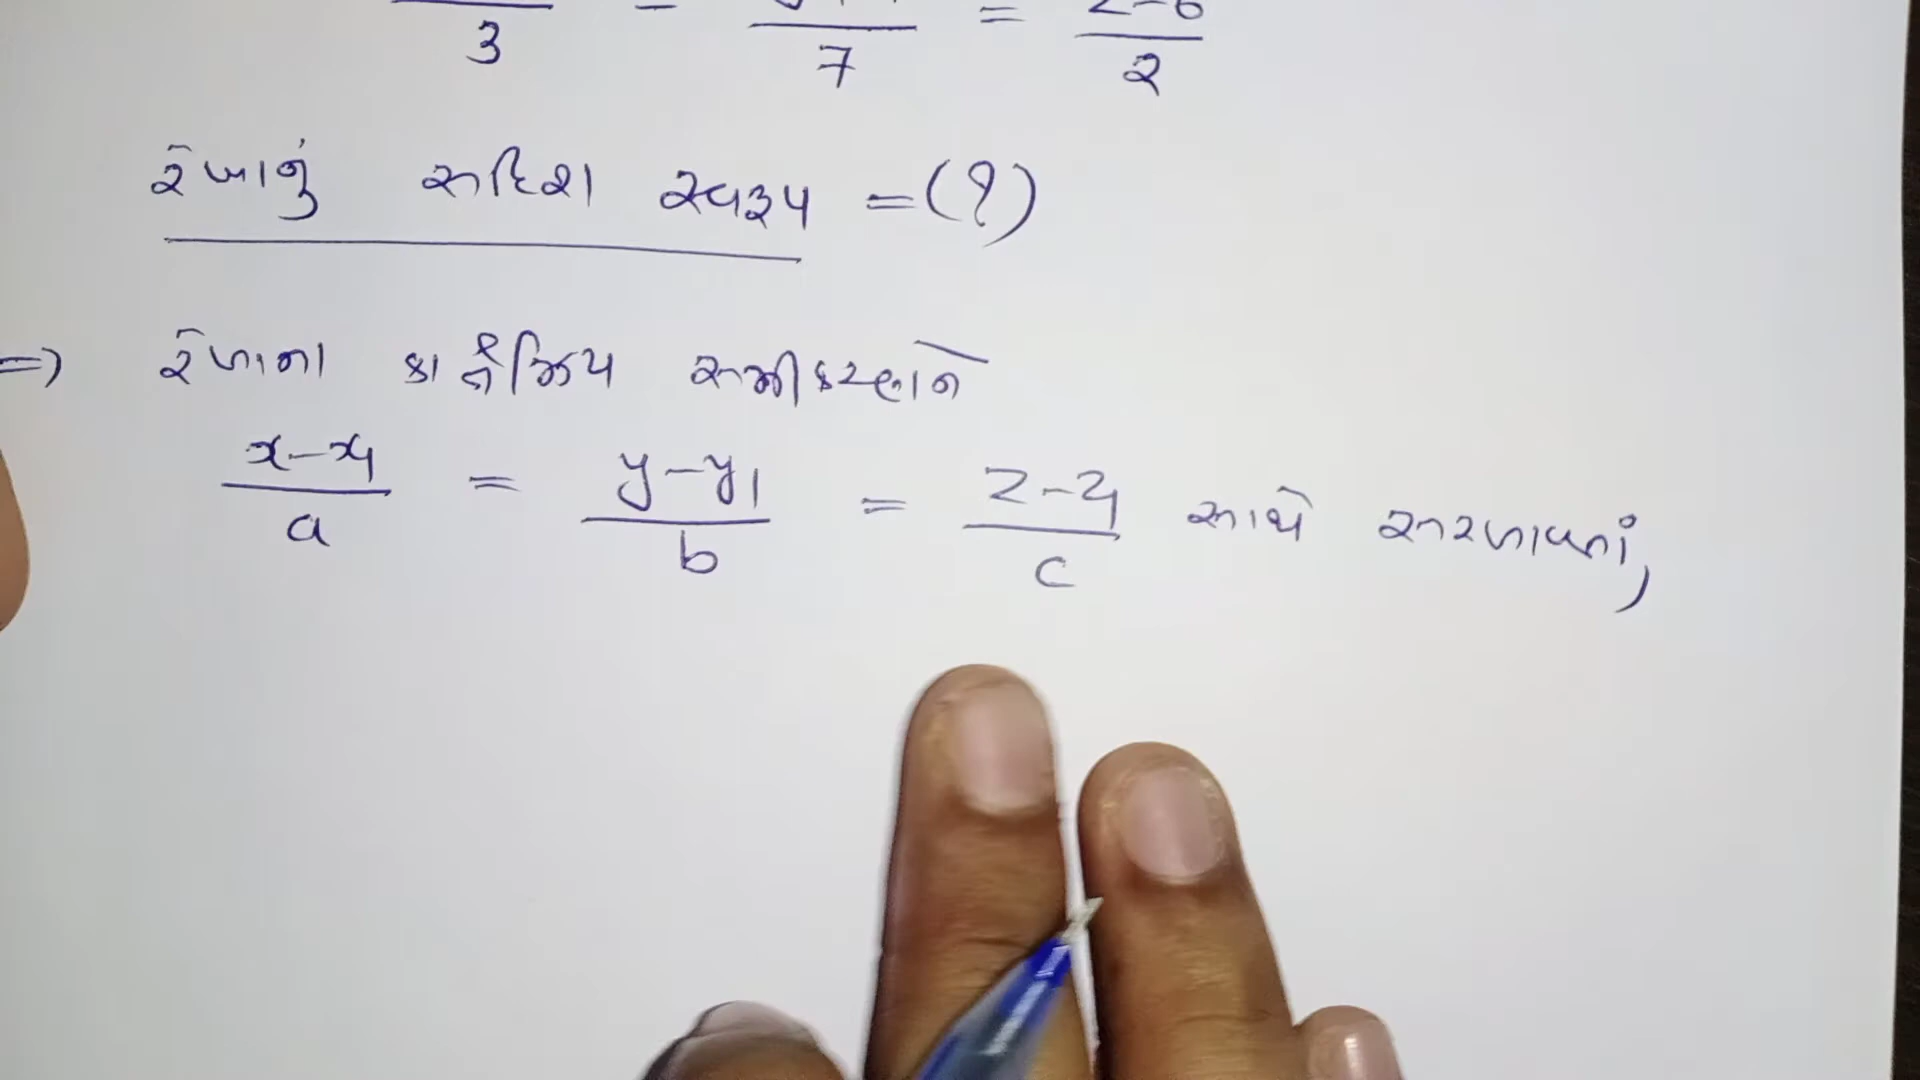 3 7 2
રેખાનું સદિશ સ્વરૂપ = (?)
=> રેખાના કાર્તેઝિય સમીકરણોને
x-x1/a = y-y1/b = z-z1/c સાથે સરખાવતાં,